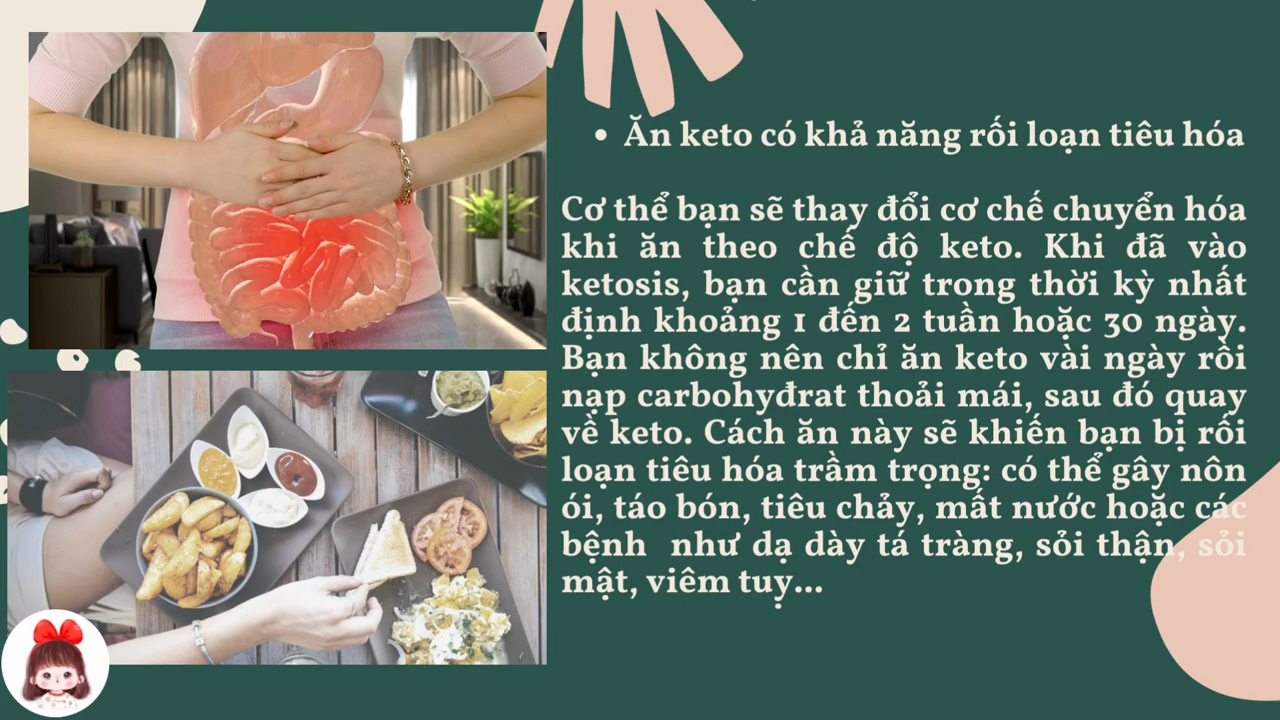 • Ăn keto có khả năng rối loạn tiêu hóa
Cơ thể bạn sẽ thay đổi cơ chế chuyển hóa
khi ăn theo chế độ keto. Khi đã vào
ketosis, bạn cần giữ trong thời kỳ nhất
định khoảng 1 đến 2 tuần hoặc 30 ngày.
Bạn không nên chỉ ăn keto vài ngày rồi
nạp carbohyđrat thoải mái, sau đó quay
về keto. Cách ăn này sẽ khiến bạn bị rối
loạn tiêu hóa trầm trọng: có thể gây nôn
ói, táo bón, tiêu chảy, mất nước hoặc các
bệnh như dạ dày tá tràng, sỏi thận, sỏi
mật, viêm tuỵ...